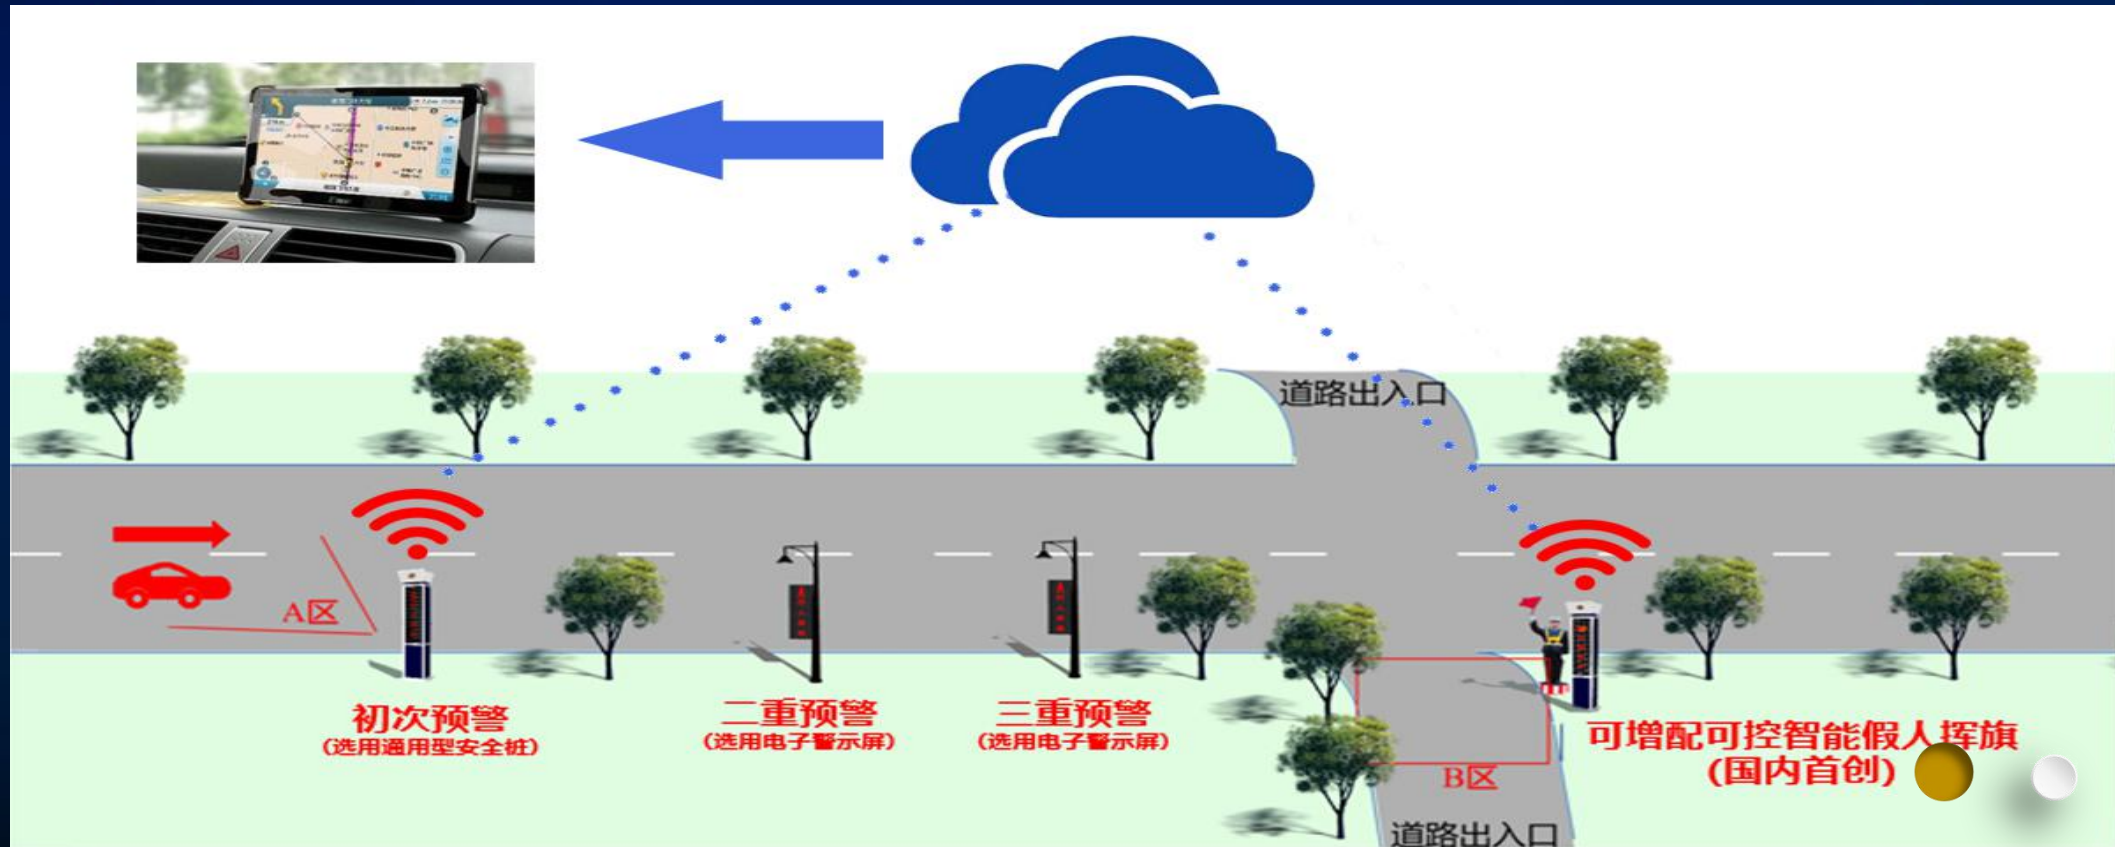 道路出入口
A区
初次预警
(选用通用型安全桩)
二重预警
(选用电子警示屏)
三重预警
(选用电子警示屏)
可增配可控智能假人挥旗
(国内首创)
B区
道路出入口